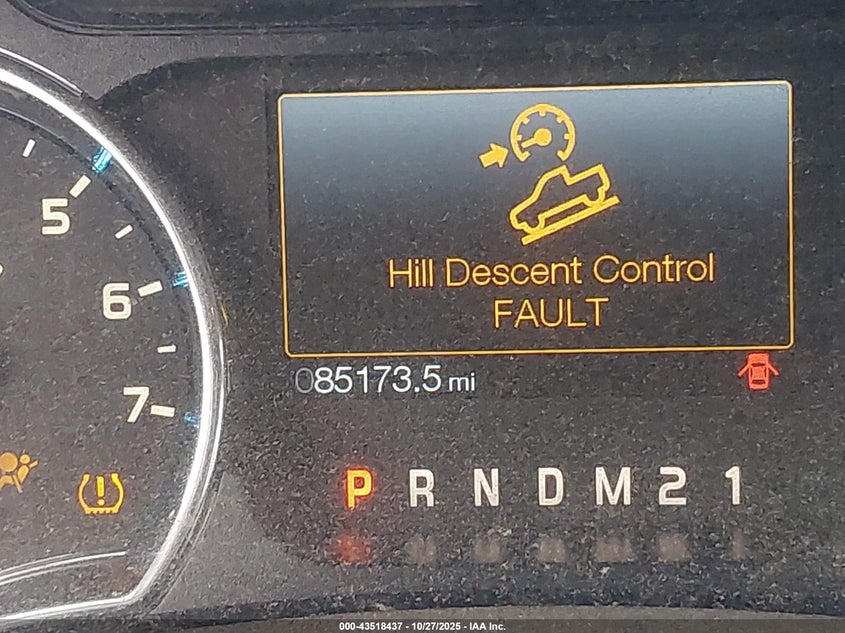 5
6
7
Hill Descent Control
FAULT
085173.5 mi
P R N D M 2 1
000-43518437 - 10/27/2025 - IAA Inc.